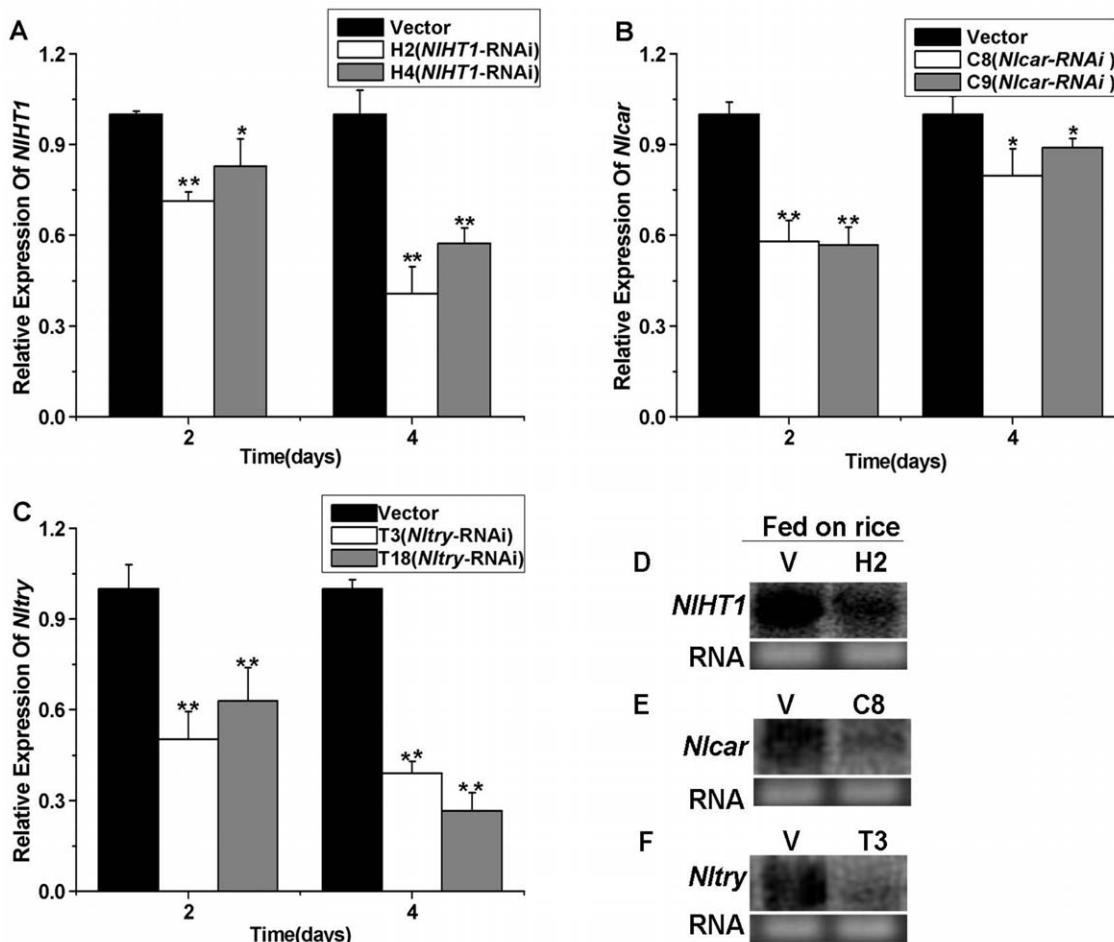 A
Vector
H2(NlHT1-RNAi)
H4(NlHT1-RNAi)
Relative Expression Of NlHT1
1.2
0.9
0.6
0.3
0.0
**
*
**
**
2
4
Time(days)
B
Vector
C8(Nlcar-RNAi )
C9(Nlcar-RNAi )
Relative Expression Of Nlcar
1.2
0.9
0.6
0.3
0.0
**
**
*
*
2
4
Time(days)
C
Vector
T3(Nltry-RNAi)
T18(Nltry-RNAi)
Relative Expression Of Nltry
1.2
0.9
0.6
0.3
0.0
**
**
**
**
2
4
Time(days)
Fed on rice
D V H2
NlHT1
RNA
E V C8
Nlcar
RNA
F V T3
Nltry
RNA